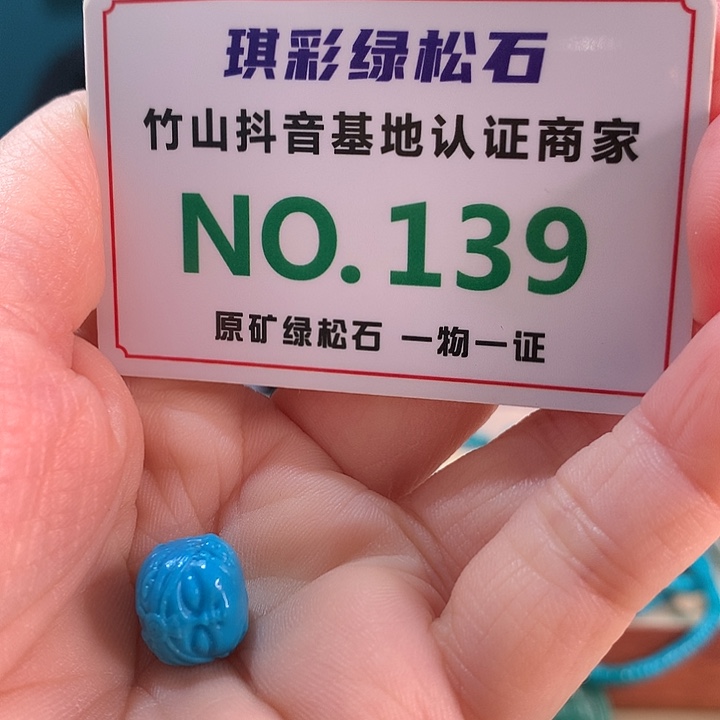 琪彩绿松石
竹山抖音基地认证商家
NO.139
原矿绿松石 一物一证